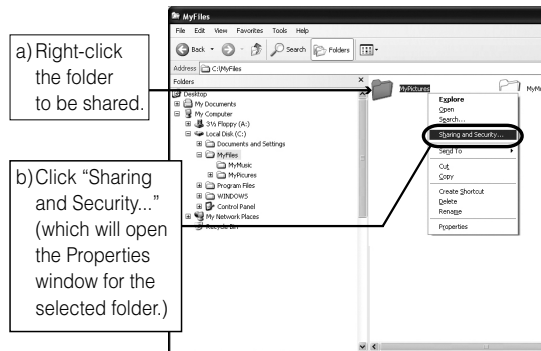 MyFiles
File Edit View Favorites Tools Help
Back Search Folders
Address C:\MyFiles
Folders
a) Right-click
the folder
to be shared.
b) Click “Sharing
and Security...”
(which will open
the Properties
window for the
selected folder.)
Desktop
My Documents
My Computer
3½ Floppy (A:)
Local Disk (C:)
Documents and Settings
MyFiles
MyMusic
MyPicures
Program Files
WINDOWS
Control Panel
My Network Places
Recycle Bin
MyPictures
Explore
Open
Search...
Sharing and Security...
Send To
Cut
Copy
Create Shortcut
Delete
Rename
Properties